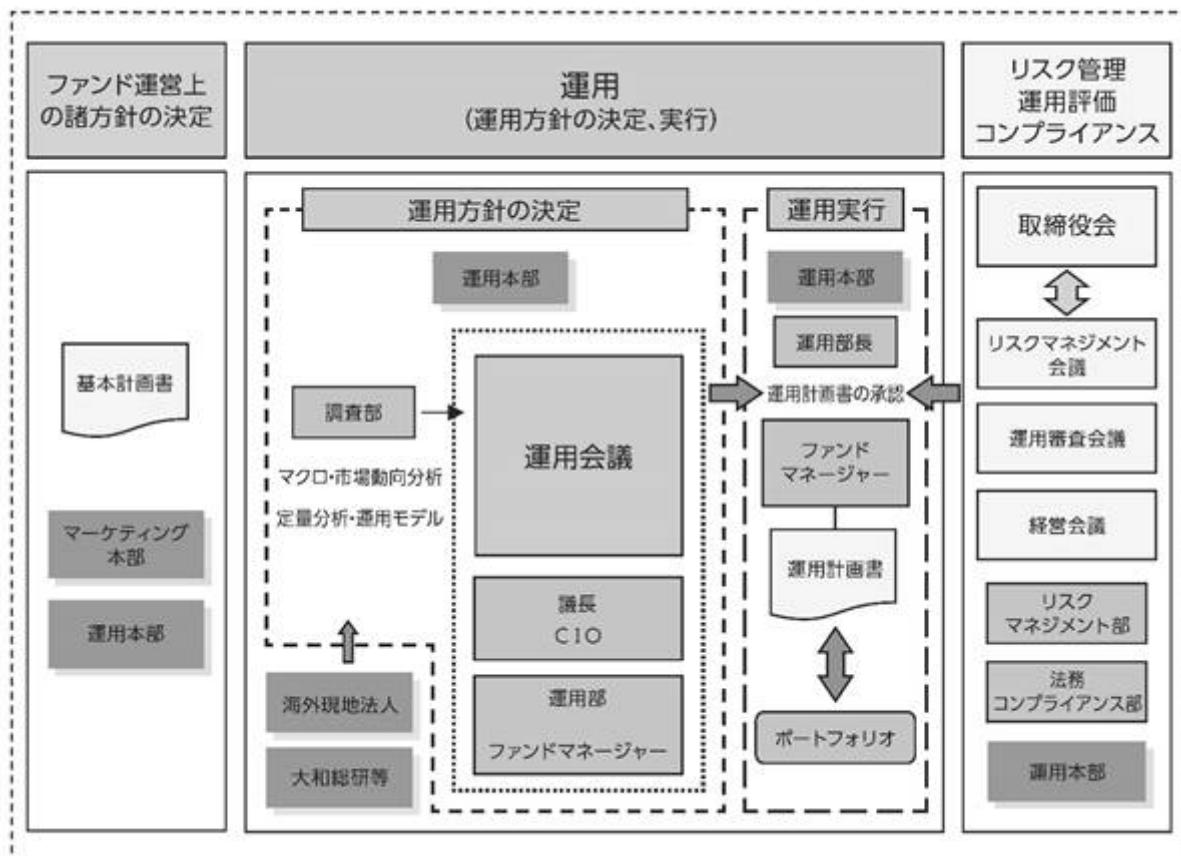 ファンド運営上
の諸方針の決定
運用
(運用方針の決定、実行)
リスク管理
運用評価
コンプライアンス
基本計画書
マーケティング
本部
運用本部
運用方針の決定
運用本部
調査部
マクロ・市場動向分析
定量分析・運用モデル
運用会議
議長
CIO
運用部
ファンドマネージャー
海外現地法人
大和総研等
運用実行
運用本部
運用部長
運用計画書の承認
ファンド
マネージャー
運用計画書
ポートフォリオ
取締役会
リスクマネジメント
会議
運用審査会議
経営会議
リスク
マネジメント部
法務
コンプライアンス部
運用本部